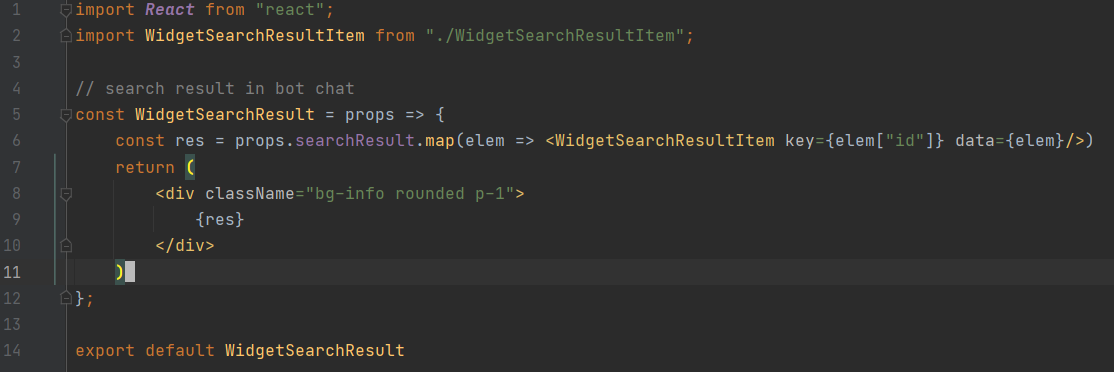 1 import React from "react";
2 import WidgetSearchResultItem from "./WidgetSearchResultItem";
3
4 // search result in bot chat
5 const WidgetSearchResult = props => {
6     const res = props.searchResult.map(elem => <WidgetSearchResultItem key={elem["id"]} data={elem}/>)
7     return (
8         <div className="bg-info rounded p-1">
9             {res}
10         </div>
11     )
12 };
13
14 export default WidgetSearchResult